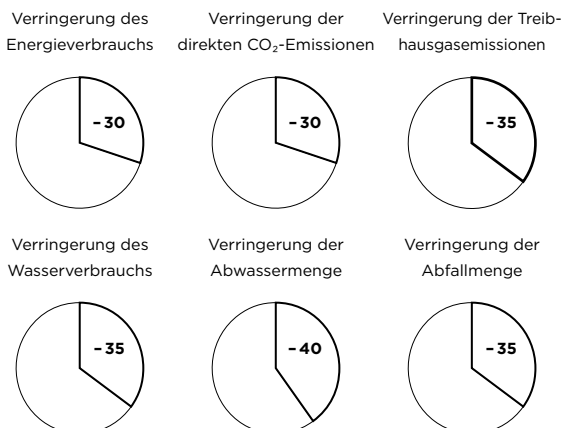 Verringerung des
Energieverbrauchs
–30
Verringerung der
direkten CO₂-Emissionen
–30
Verringerung der Treib-
hausgasemissionen
–35
Verringerung des
Wasserverbrauchs
–35
Verringerung der
Abwassermenge
–40
Verringerung der
Abfallmenge
–35